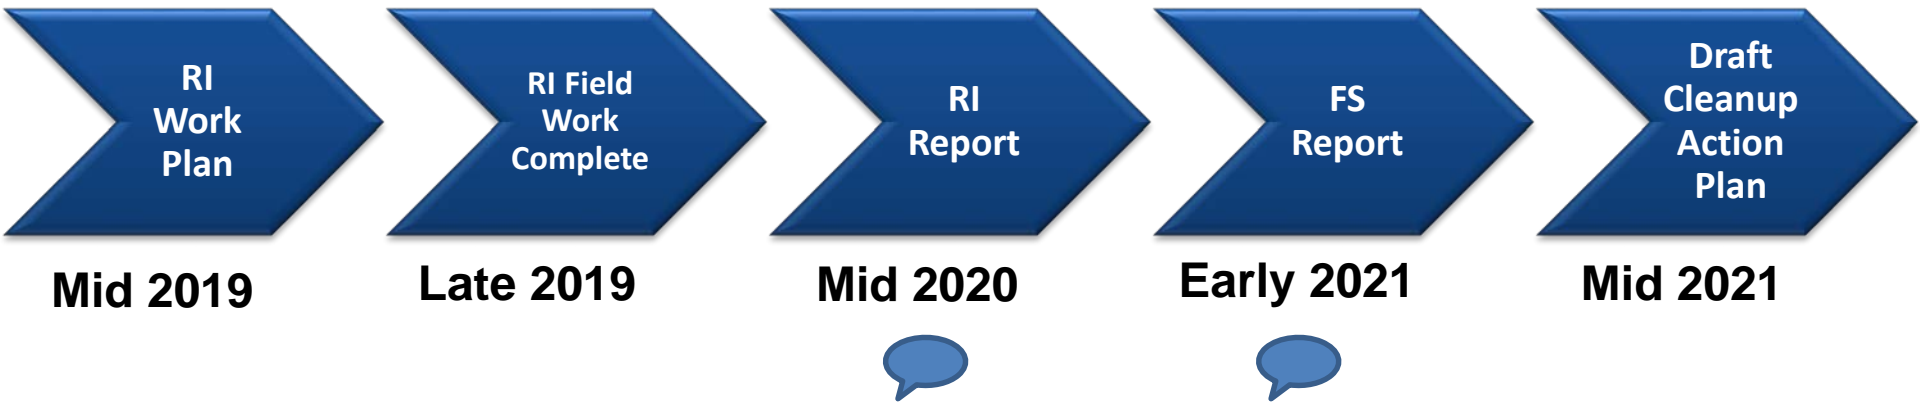 RI
Work
Plan
RI Field
Work
Complete
RI
Report
FS
Report
Draft
Cleanup
Action
Plan
Mid 2019
Late 2019
Mid 2020
Early 2021
Mid 2021